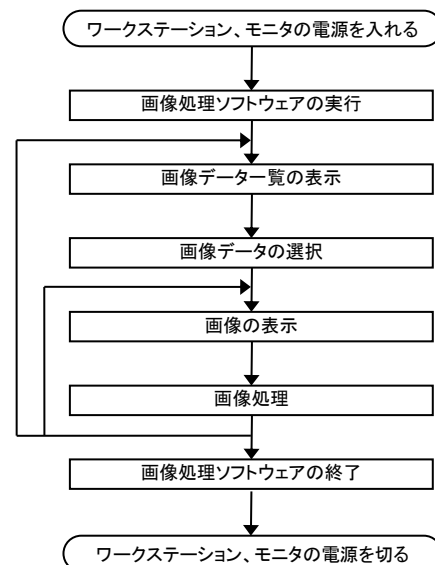 ワークステーション、モニタの電源を入れる
画像処理ソフトウェアの実行
画像データ一覧の表示
画像データの選択
画像の表示
画像処理
画像処理ソフトウェアの終了
ワークステーション、モニタの電源を切る